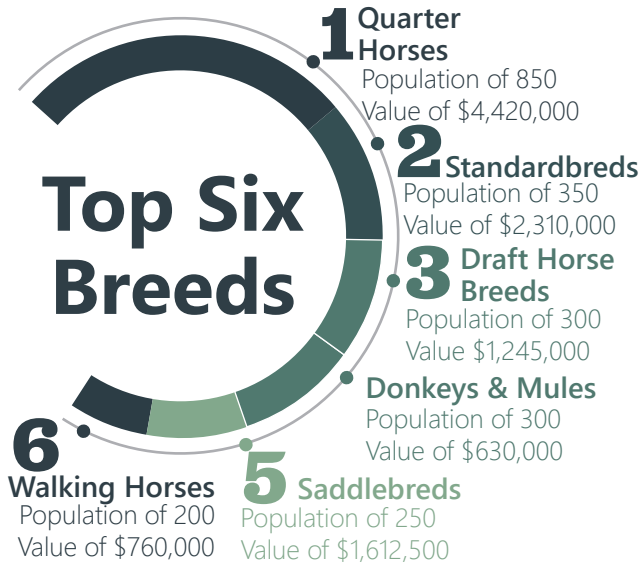 Top Six
Breeds
1 Quarter
Horses
Population of 850
Value of $4,420,000
2 Standardbreds
Population of 350
Value of $2,310,000
3 Draft Horse
Breeds
Population of 300
Value $1,245,000
Donkeys & Mules
Population of 300
Value of $630,000
5 Saddlebreds
Population of 250
Value of $1,612,500
6
Walking Horses
Population of 200
Value of $760,000